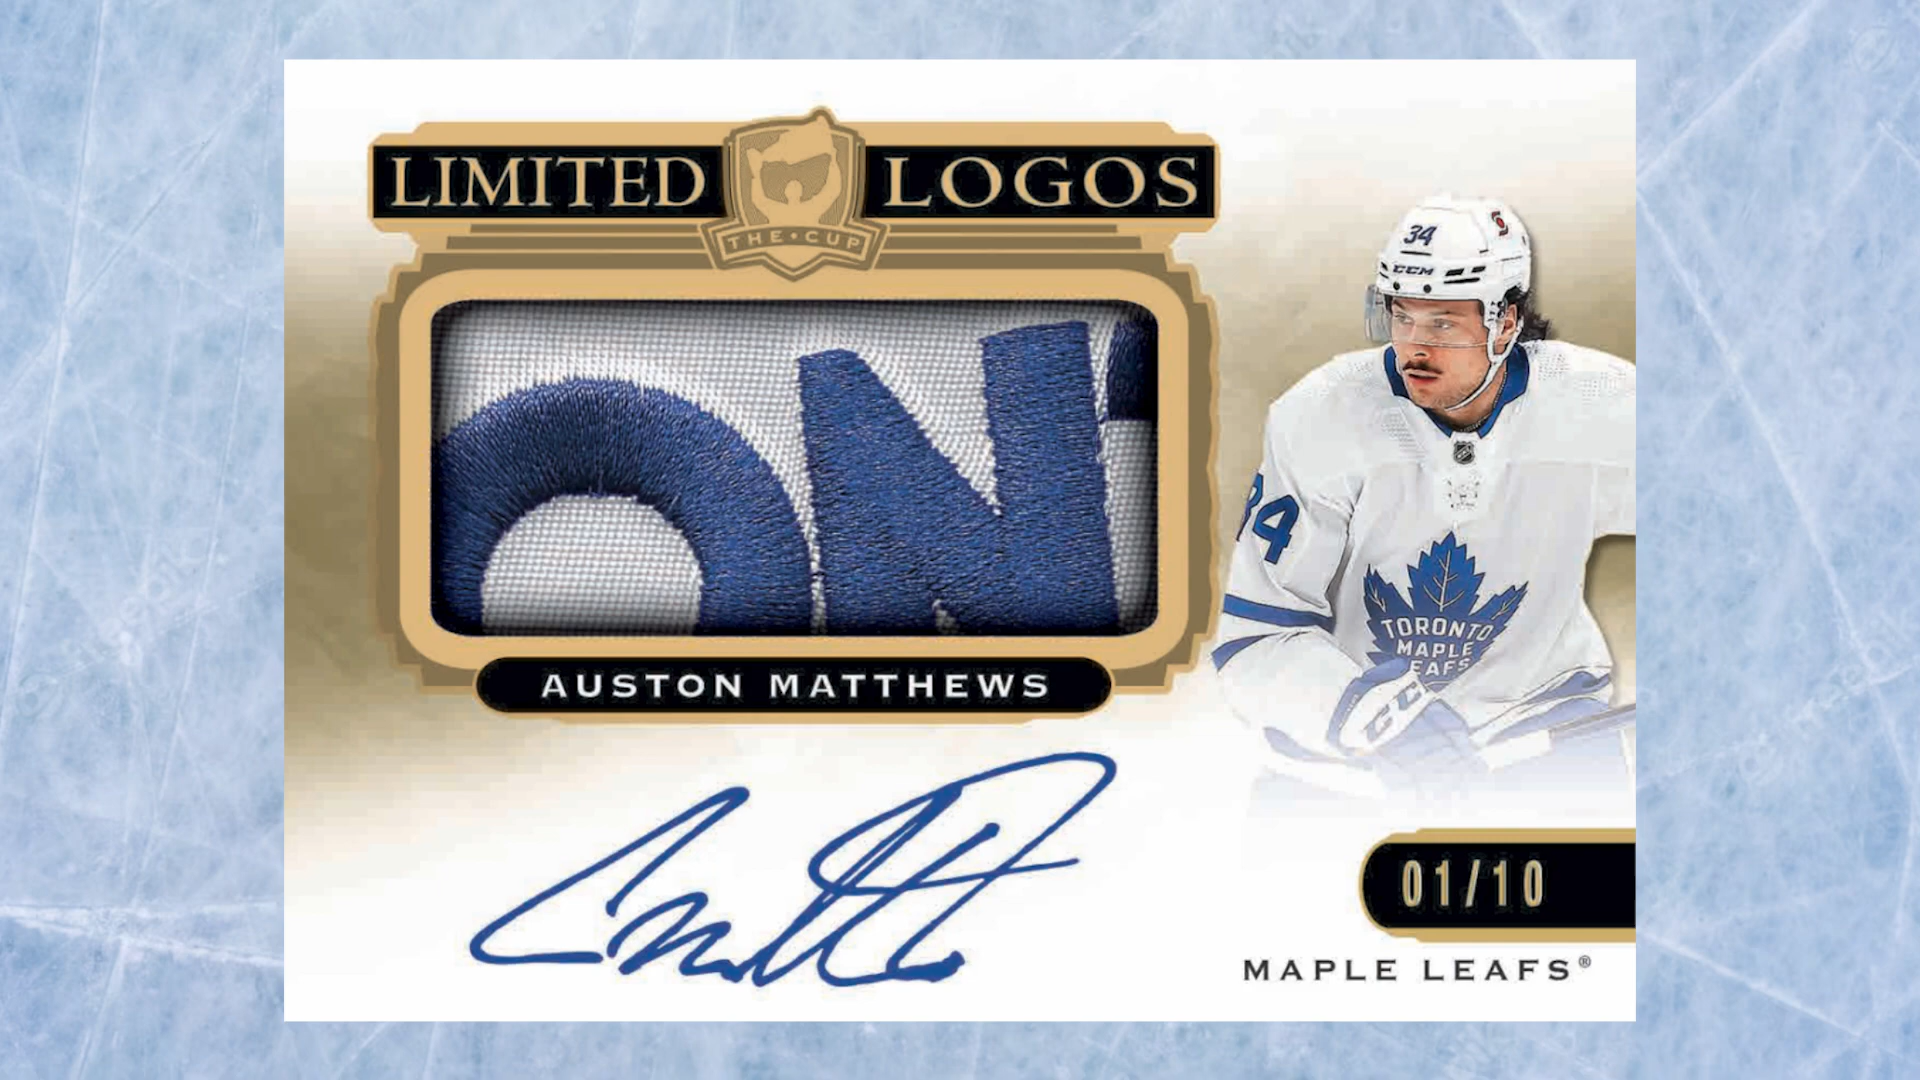 LIMITED LOGOS
THE • CUP
34
CCM
ON
AUSTON MATTHEWS
34
TORONTO
MAPLE
LEAFS
CCM
01/10
MAPLE LEAFS®